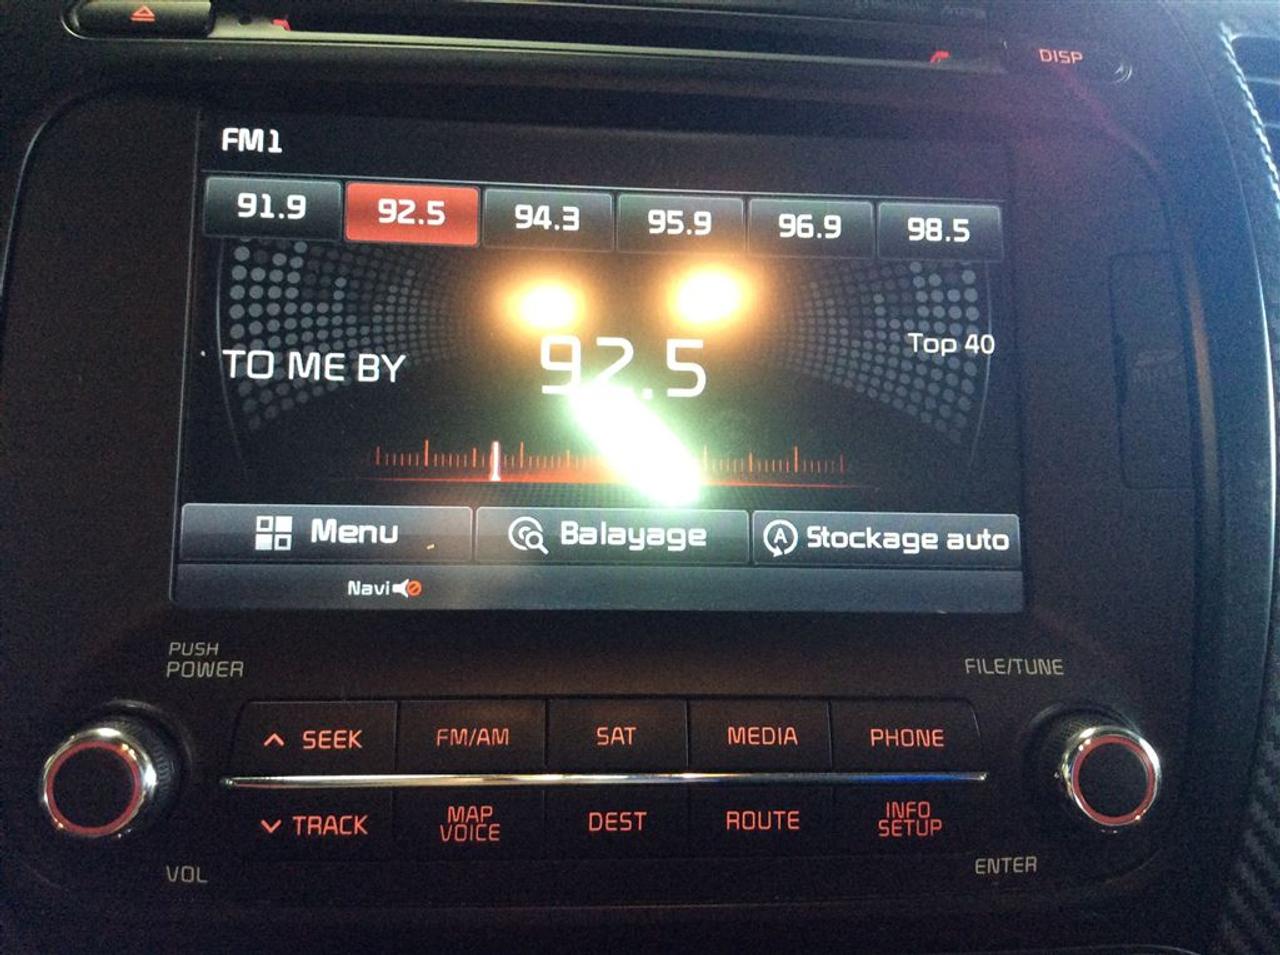 DISP
FM1
91.9 92.5 94.3 95.9 96.9 98.5
TO ME BY 92.5 Top 40
Menu Balayage A Stockage auto
Navi
PUSH
POWER
FILE/TUNE
SEEK FM/AM SAT MEDIA PHONE
TRACK MAP VOICE DEST ROUTE INFO SETUP
VOL
ENTER